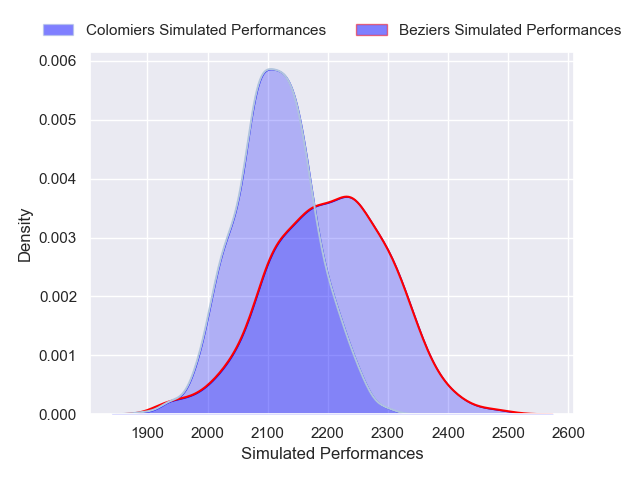 Colomiers Simulated Performances Beziers Simulated Performances
0.006
0.005
0.004
0.003
0.002
0.001
0.000
Density
1900 2000 2100 2200 2300 2400 2500 2600
Simulated Performances